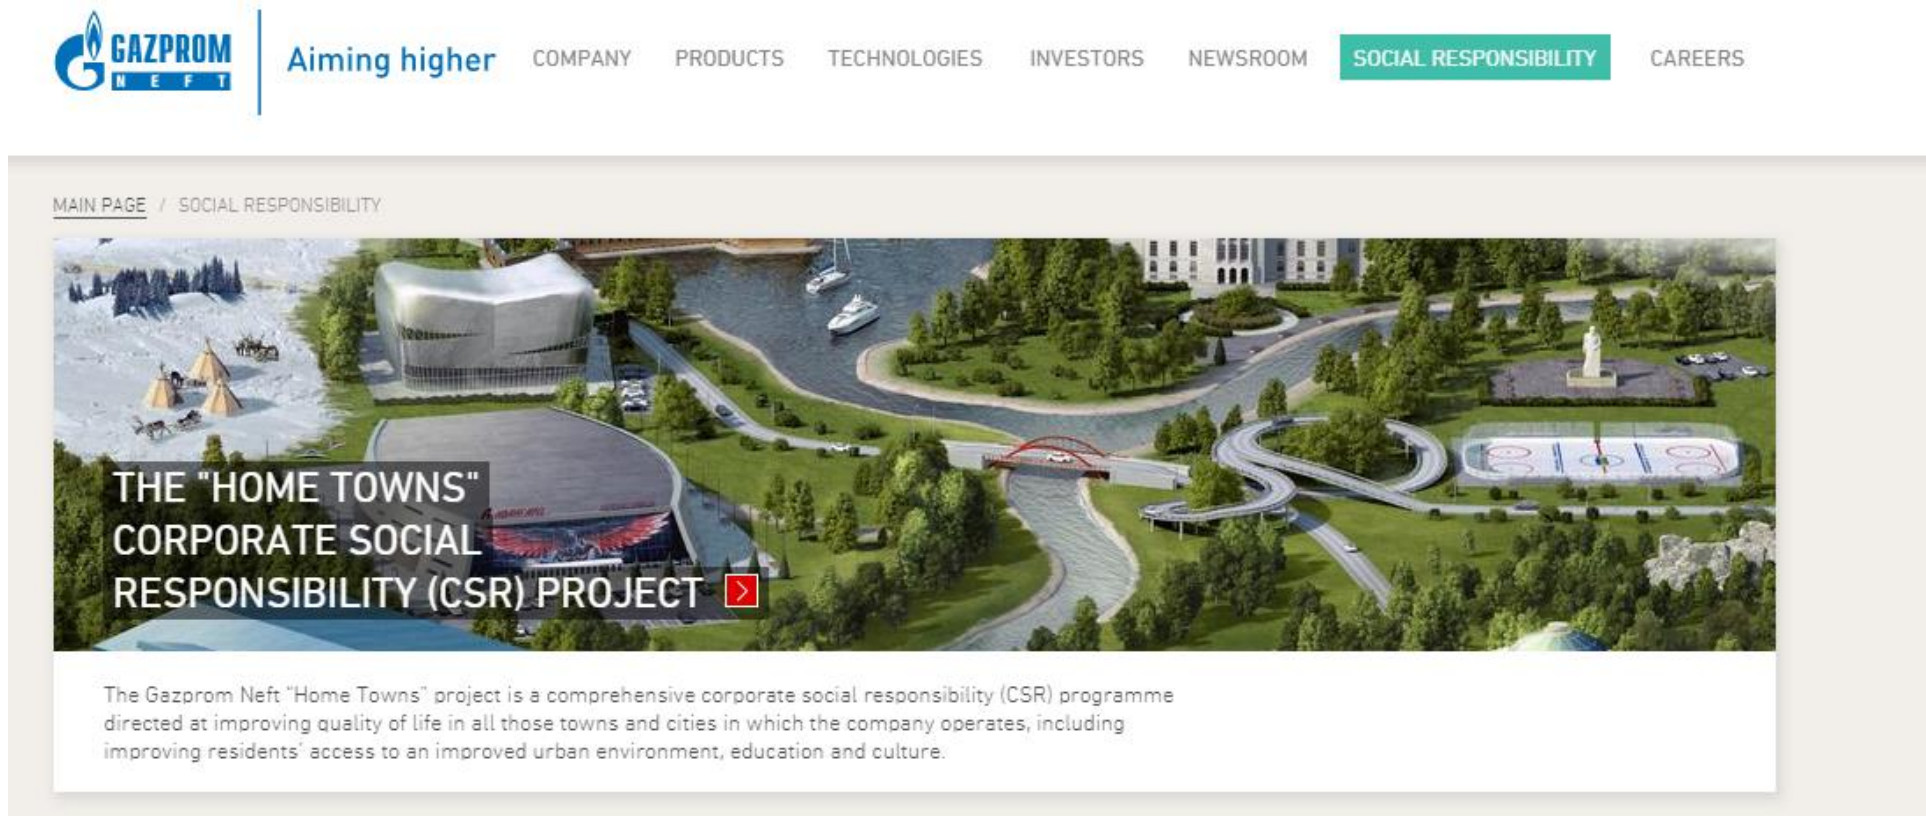 GAZPROM
NEFT
Aiming higher
COMPANY
PRODUCTS
TECHNOLOGIES
INVESTORS
NEWSROOM
SOCIAL RESPONSIBILITY
CAREERS
MAIN PAGE / SOCIAL RESPONSIBILITY
THE "HOME TOWNS"
CORPORATE SOCIAL
RESPONSIBILITY (CSR) PROJECT
The Gazprom Neft "Home Towns" project is a comprehensive corporate social responsibility (CSR) programme
directed at improving quality of life in all those towns and cities in which the company operates, including
improving residents' access to an improved urban environment, education and culture.